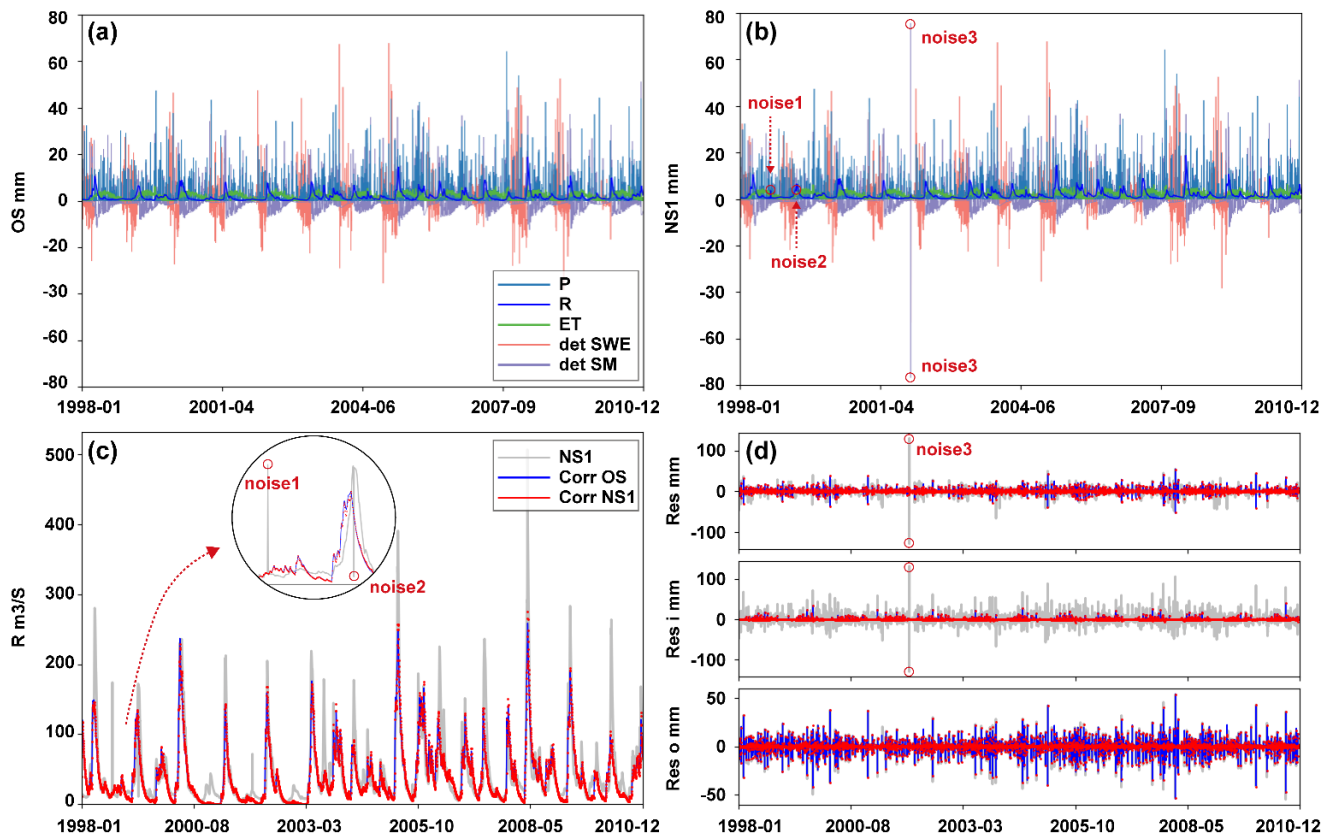 (a)
OS mm
80
60
40
20
0
-20
-40
-60
-80
1998-01 2001-04 2004-06 2007-09 2010-12
P
R
ET
det SWE
det SM
(b)
NS1 mm
80
60
40
20
0
-20
-40
-60
-80
noise3
noise1
noise2
noise3
1998-01 2001-04 2004-06 2007-09 2010-12
(c)
R m3/S
500
400
300
200
100
0
noise1
noise2
NS1
Corr OS
Corr NS1
1998-01 2000-08 2003-03 2005-10 2008-05 2010-12
(d)
noise3
Res mm
100
0
-100
Res i mm
100
0
-100
Res o mm
50
0
-50
1998-01 2000-08 2003-03 2005-10 2008-05 2010-12